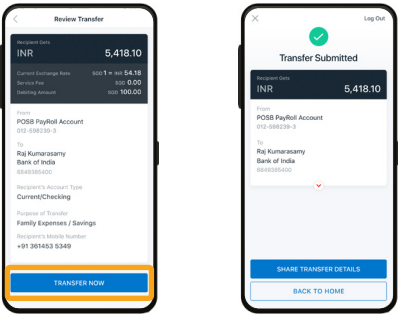 Review Transfer
Recipient Gets
INR 5,418.10
Current Exchange Rate SGD 1 = INR 54.18
Service Fee SGD 0.00
Debiting Amount SGD 100.00
From
POSB PayRoll Account
012-598239-3
To
Raj Kumarasamy
Bank of India
6649365400
Recipient's Account Type
Current/Checking
Purpose of Transfer
Family Expenses / Savings
Recipient's Mobile Number
+91 361453 5349
TRANSFER NOW
Log Out
Transfer Submitted
Recipient Gets
INR 5,418.10
From
POSB PayRoll Account
012-598239-3
To
Raj Kumarasamy
Bank of India
6649365400
SHARE TRANSFER DETAILS
BACK TO HOME